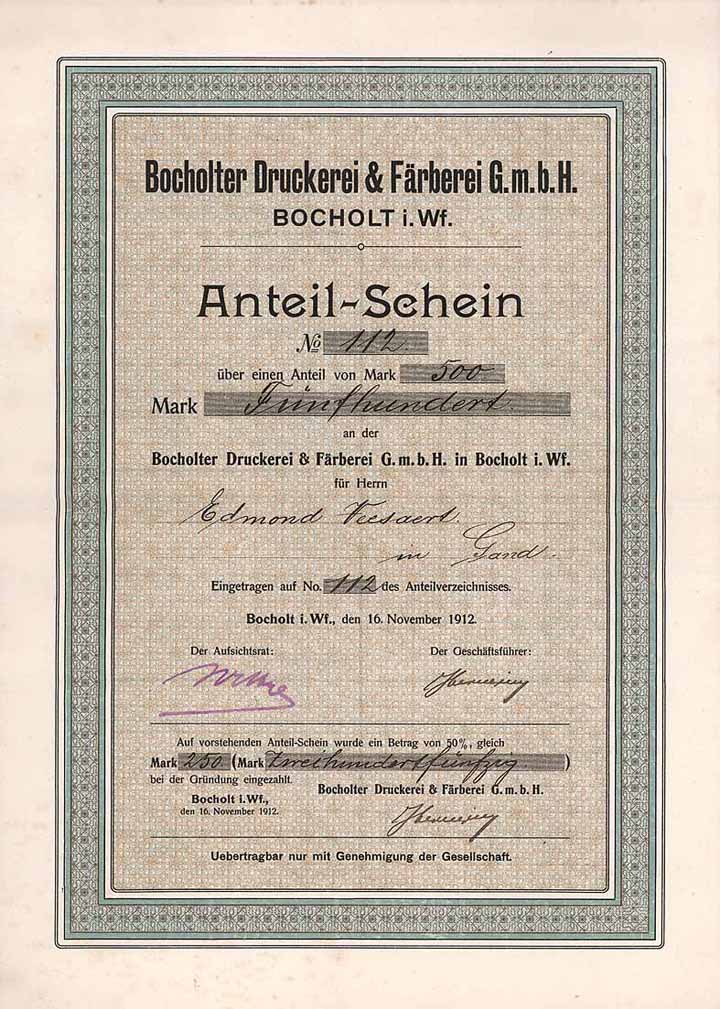 Bocholter Druckerei & Färberei G.m.b.H.
BOCHOLT i.Wf.
Anteil-Schein
No 112.
über einen Anteil von Mark 500
Mark Fünfhundert
an der
Bocholter Druckerei & Färberei G.m.b.H. in Bocholt i. Wf.
für Herrn
Edmond
in Gand.
Eingetragen auf No. 112 des Anteilverzeichnisses.
Bocholt i. Wf., den 16. November 1912.
Der Aufsichtsrat: Der Geschäftsführer:
Auf vorstehenden Anteil-Schein wurde ein Betrag von 50%, gleich
Mark 250 (Mark Zweihundertfünfzig)
bei der Gründung eingezahlt.
Bocholter Druckerei & Färberei G.m.b.H.
Bocholt i.Wf.,
den 16. November 1912.
Uebertragbar nur mit Genehmigung der Gesellschaft.